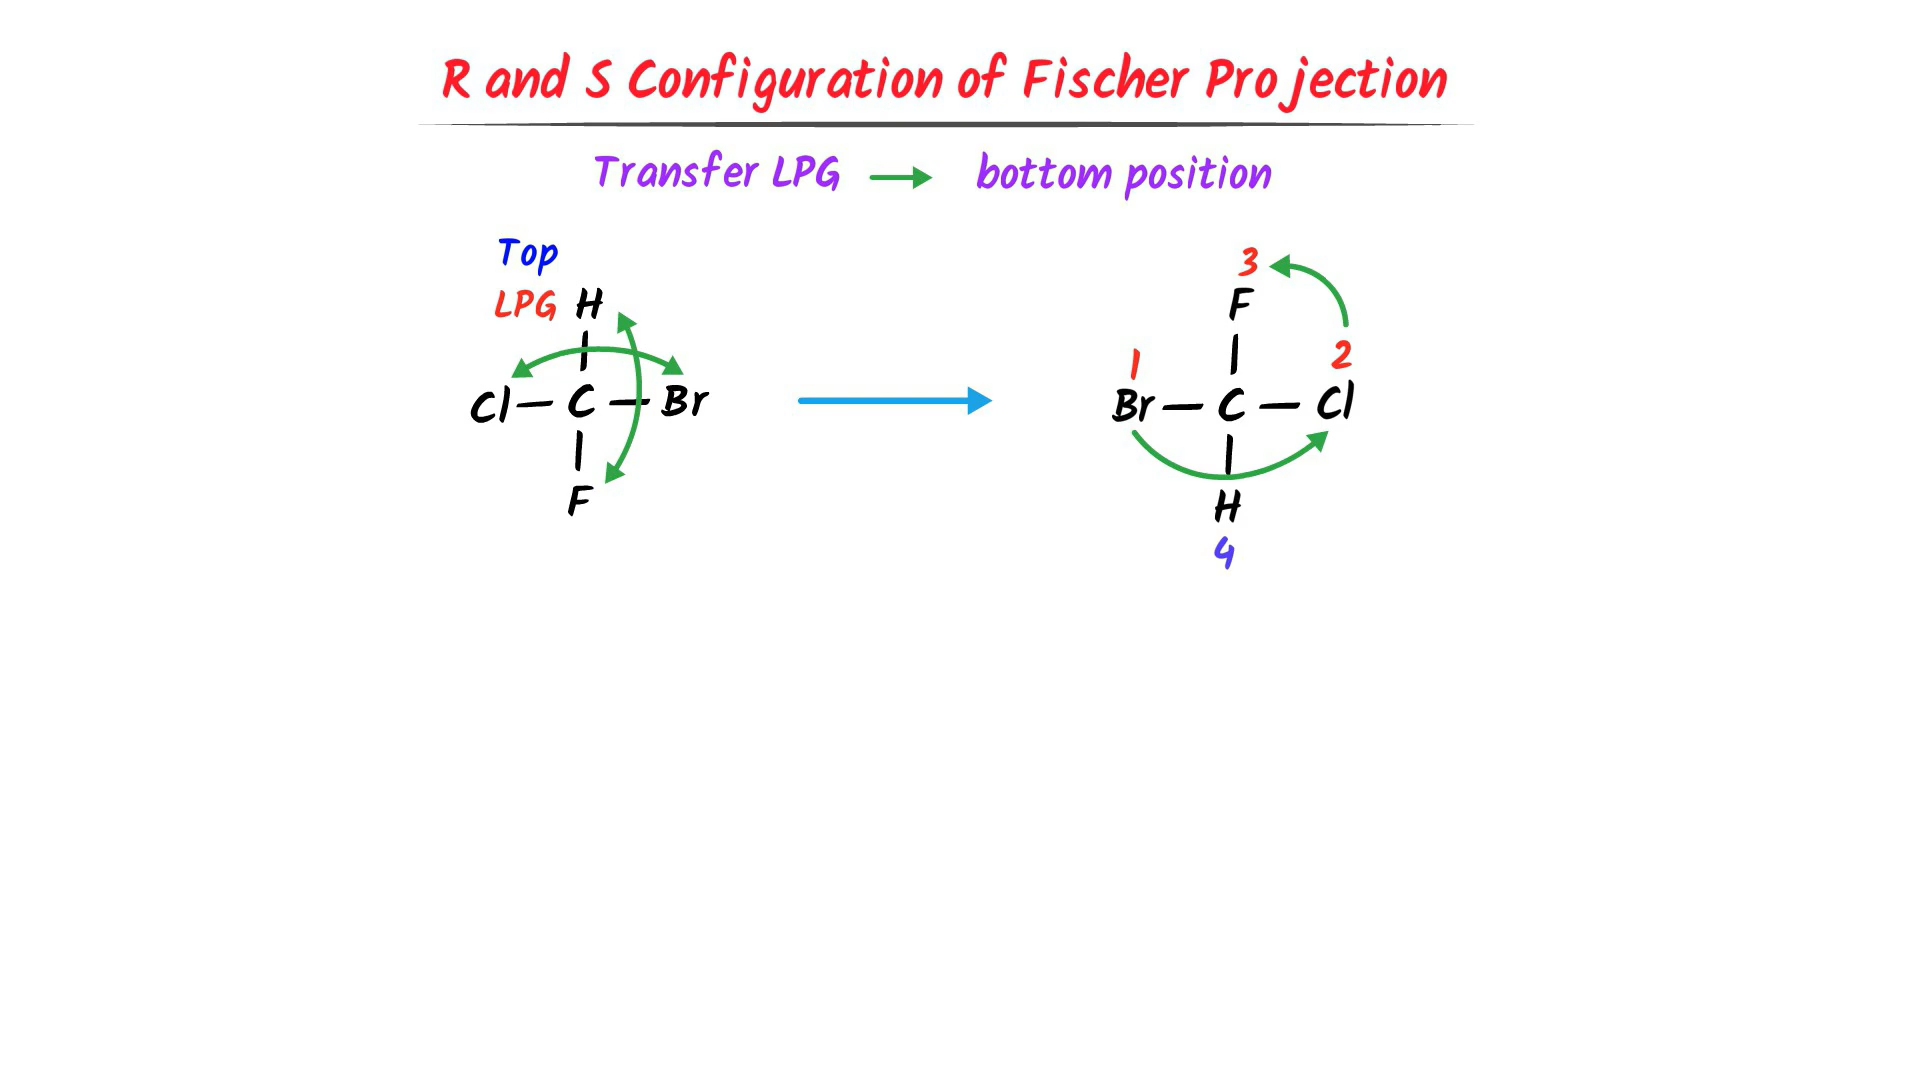 R and S Configuration of Fischer Projection
Transfer LPG → bottom position
Top
LPG H
Cl — C — Br
F
3
F
1 2
Br — C — Cl
H
4